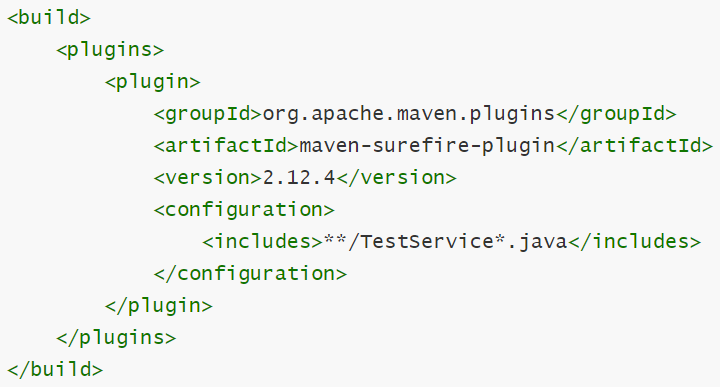 <build>
    <plugins>
        <plugin>
            <groupId>org.apache.maven.plugins</groupId>
            <artifactId>maven-surefire-plugin</artifactId>
            <version>2.12.4</version>
            <configuration>
                <includes>**/TestService*.java</includes>
            </configuration>
        </plugin>
    </plugins>
</build>